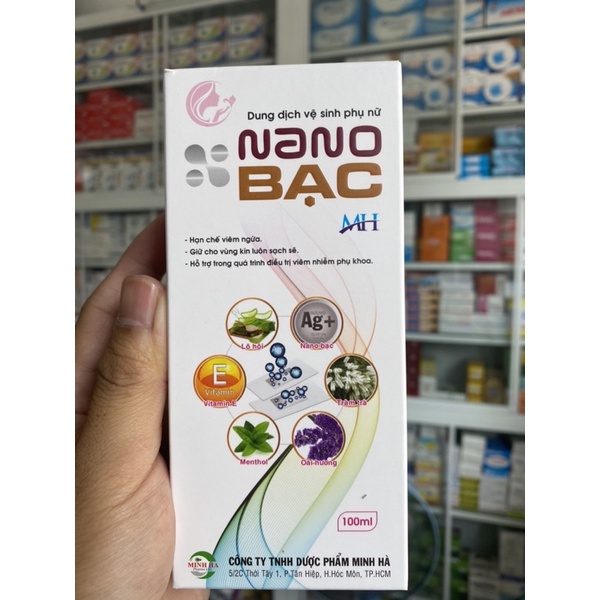 Dung dịch vệ sinh phụ nữ
NaNO
BẠC
MH
- Hạn chế viêm ngứa.
- Giữ cho vùng kín luôn sạch sẽ.
- Hỗ trợ trong quá trình điều trị viêm nhiễm phụ khoa.
Lô hội
Ag+
Nano bạc
E
Vitamin
Vitamin E
Tràm trà
Menthol
Oải hương
100ml
MINH HÀ
CÔNG TY TNHH DƯỢC PHẨM MINH HÀ
5/2C Thới Tây 1, P.Tân Hiệp, H.Hóc Môn, TP.HCM